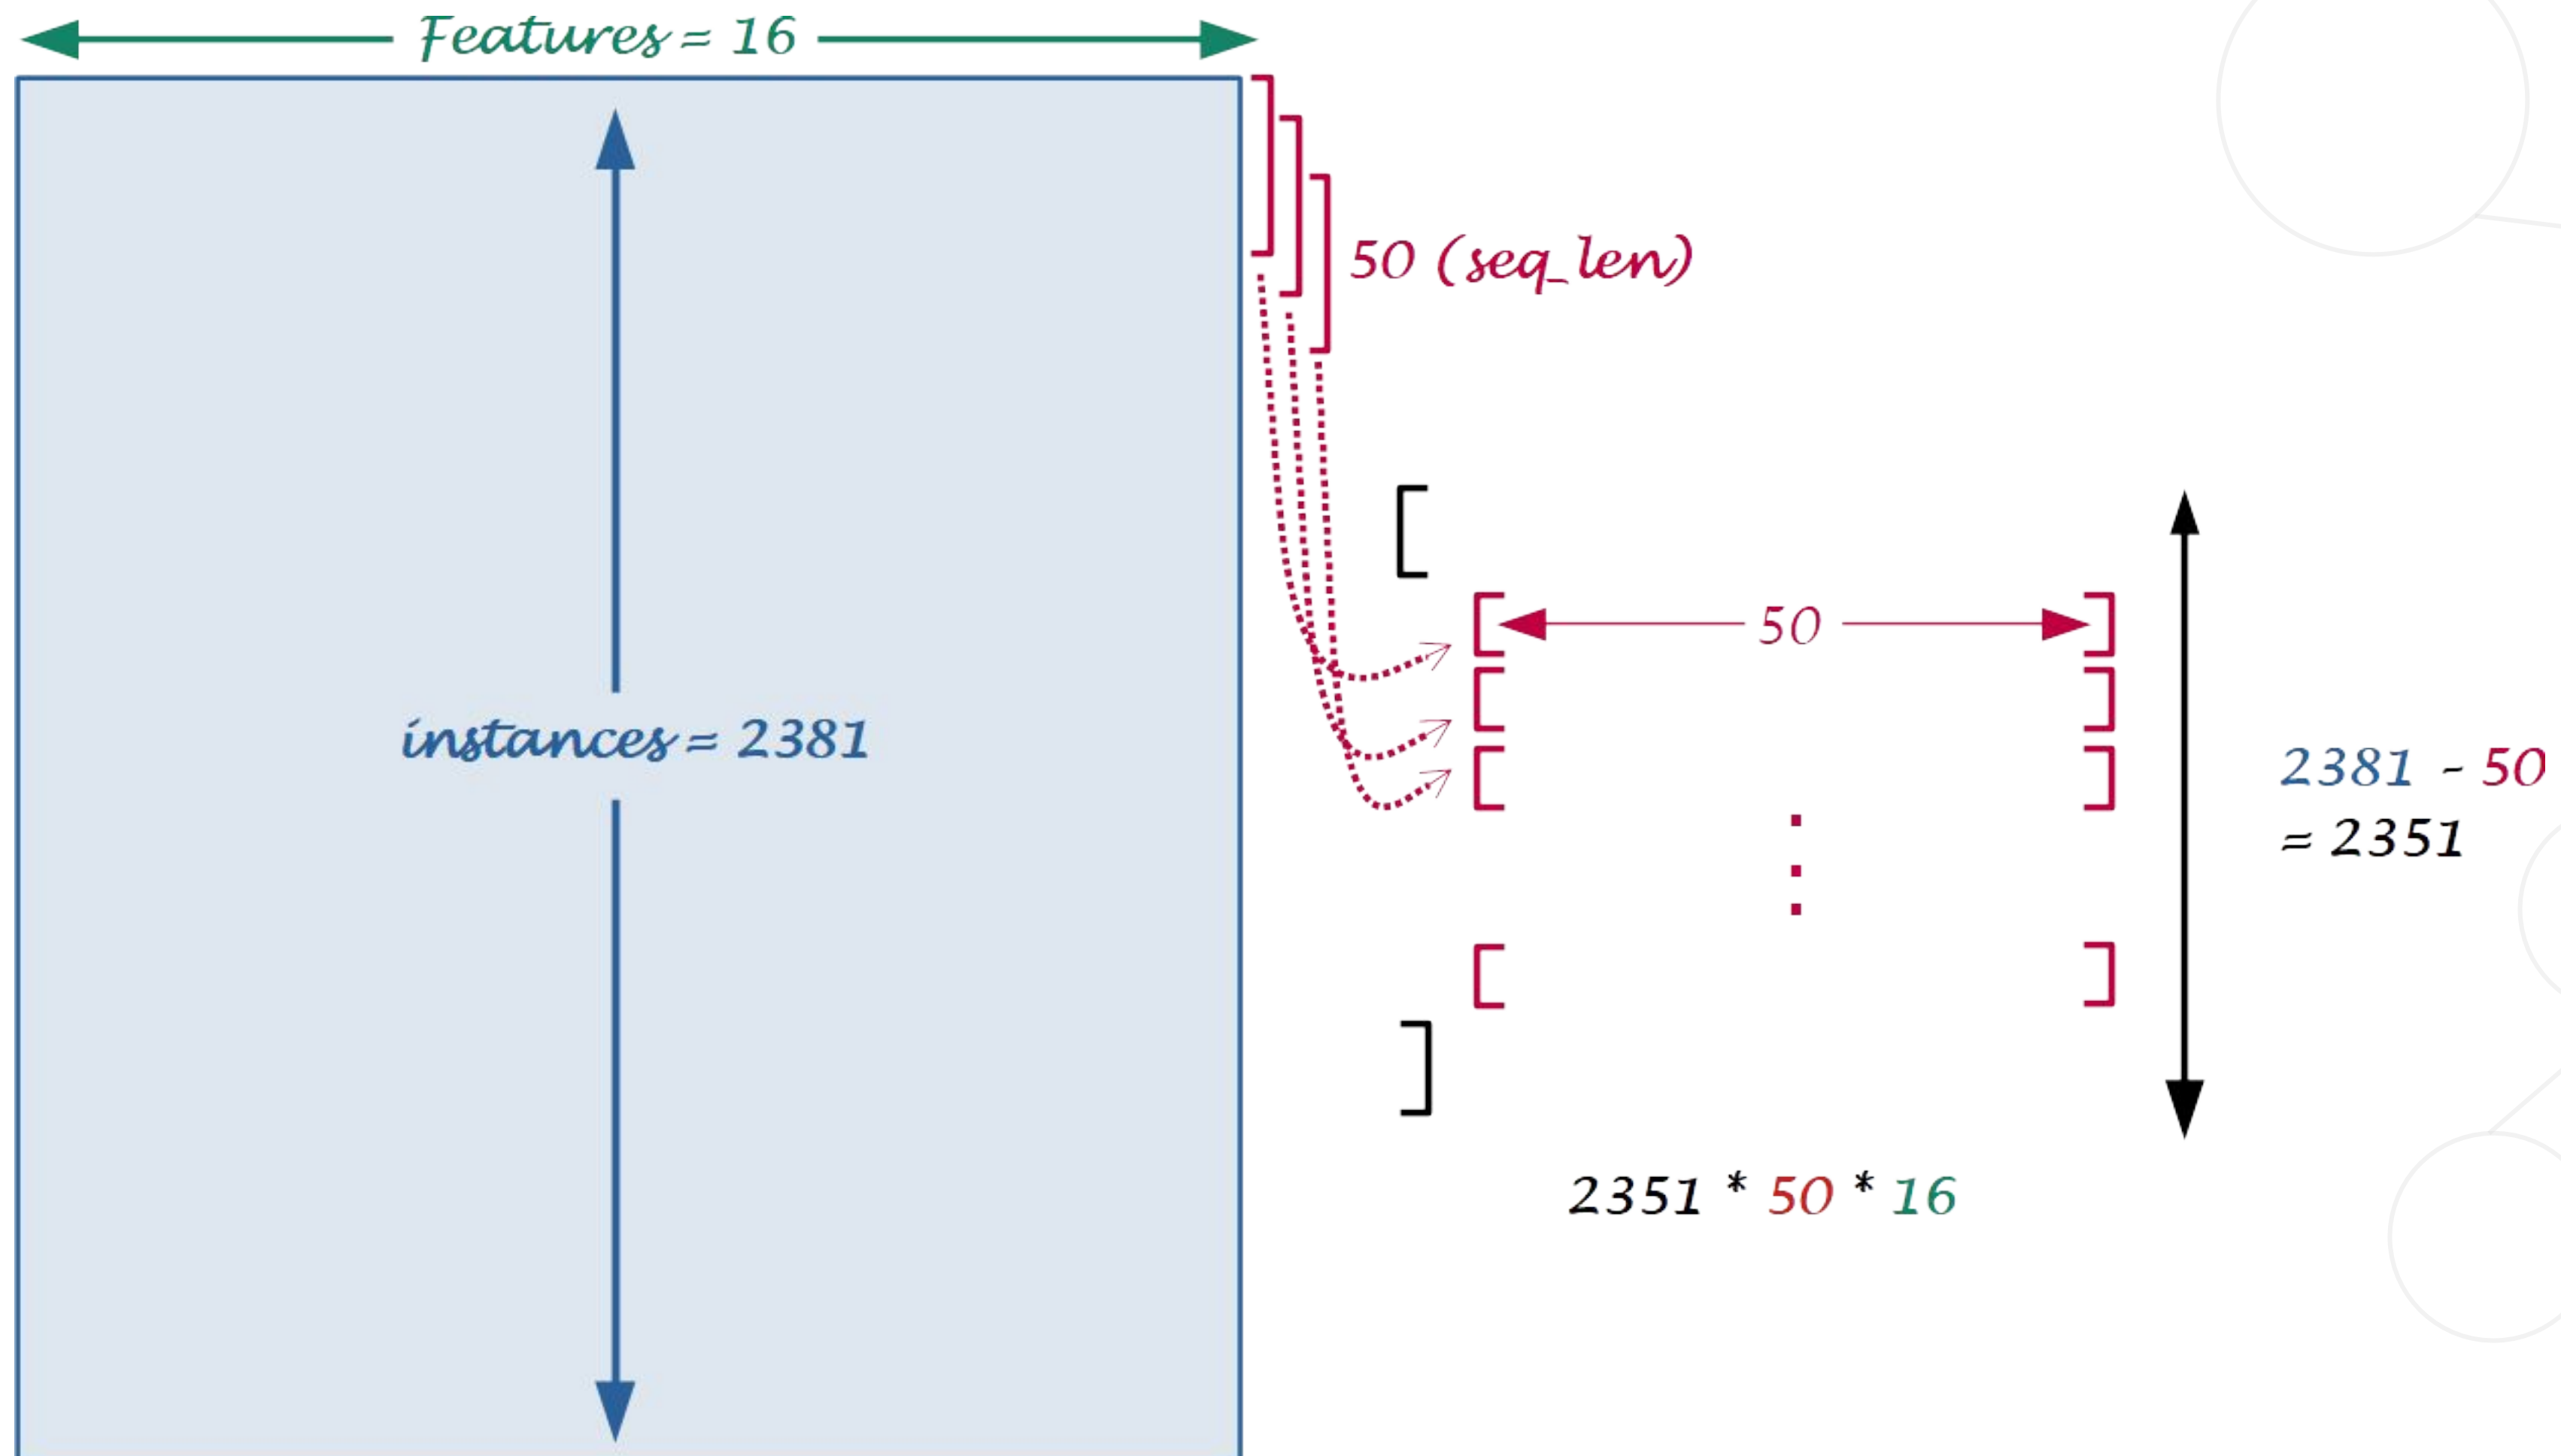 Features = 16
50 (seq_len)
50
instances = 2381
2381 - 50
= 2351
2351 * 50 * 16